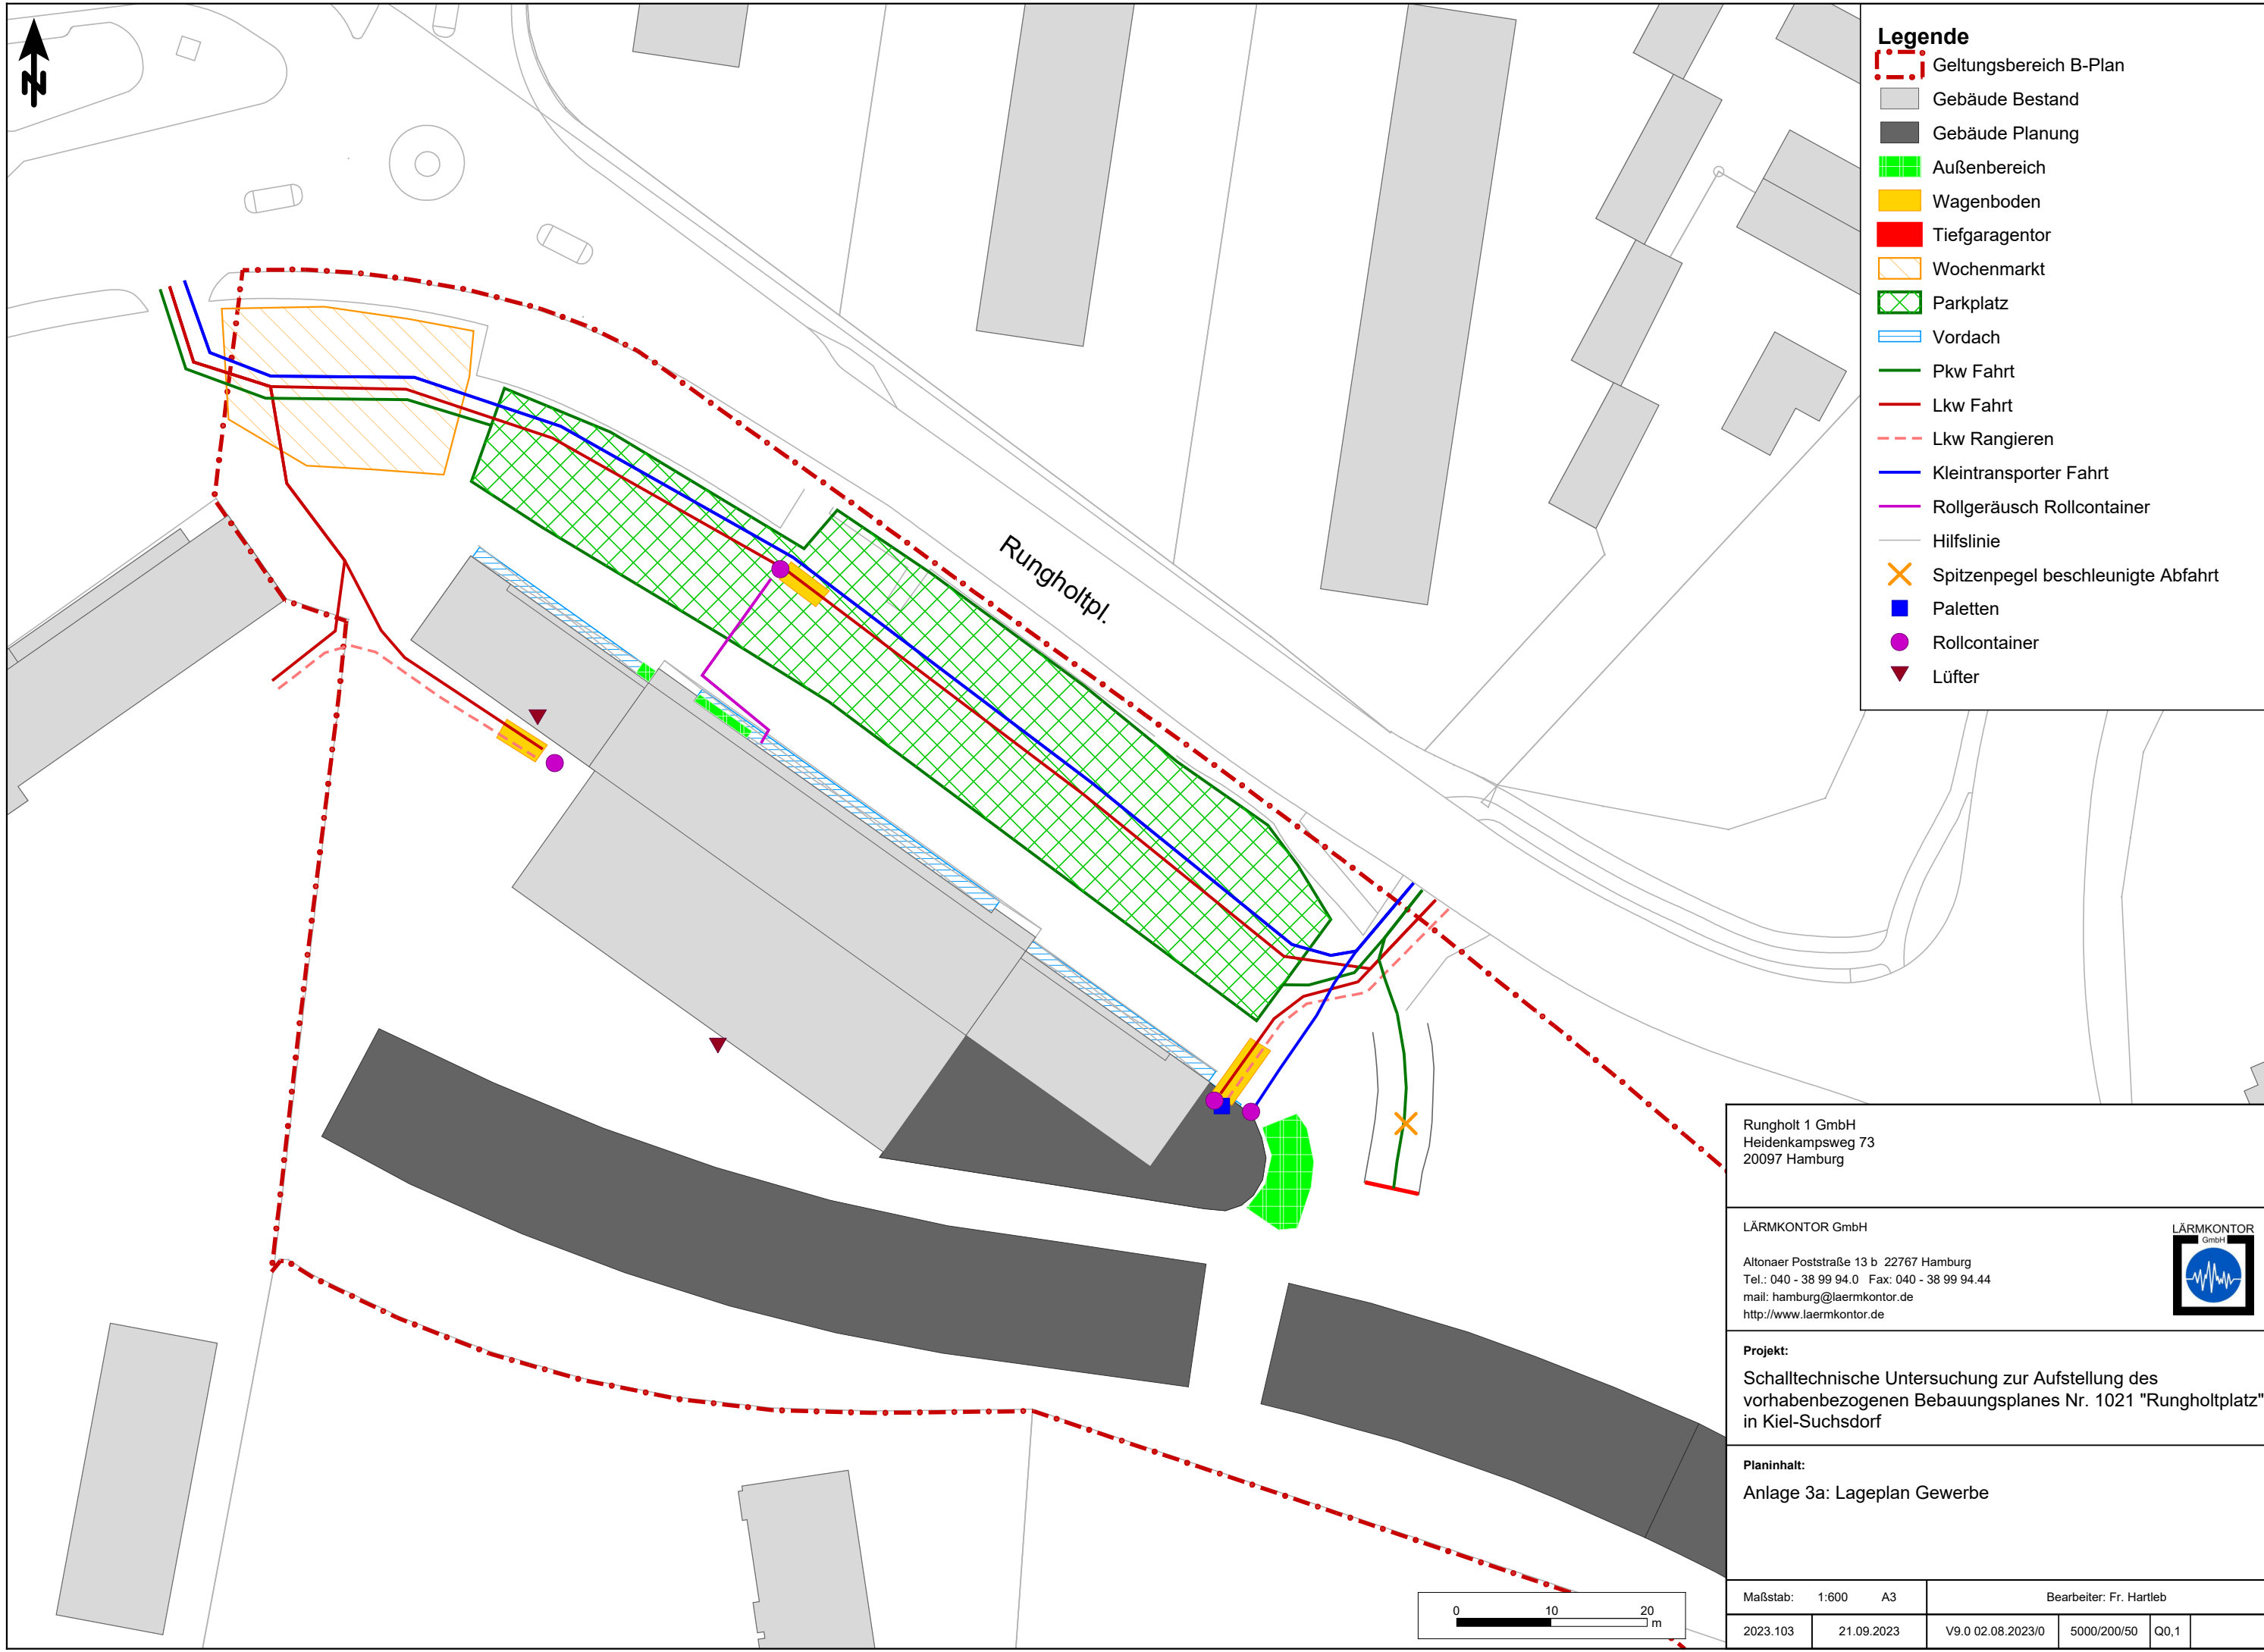 N
Legende
Geltungsbereich B-Plan
Gebäude Bestand
Gebäude Planung
Außenbereich
Wagenboden
Tiefgaragentor
Wochenmarkt
Parkplatz
Vordach
Pkw Fahrt
Lkw Fahrt
Lkw Rangieren
Kleintransporter Fahrt
Rollgeräusch Rollcontainer
Hilfslinie
Spitzenpegel beschleunigte Abfahrt
Paletten
Rollcontainer
Lüfter
Rungholtpl.
Rungholt 1 GmbH
Heidenkampsweg 73
20097 Hamburg
LÄRMKONTOR GmbH
Altonaer Poststraße 13 b 22767 Hamburg
Tel.: 040 - 38 99 94.0 Fax: 040 - 38 99 94.44
mail: hamburg@laermkontor.de
http://www.laermkontor.de
LÄRMKONTOR
GmbH
Projekt:
Schalltechnische Untersuchung zur Aufstellung des
vorhabenbezogenen Bebauungsplanes Nr. 1021 "Rungholtplatz"
in Kiel-Suchsdorf
Planinhalt:
Anlage 3a: Lageplan Gewerbe
Maßstab: 1:600 A3 Bearbeiter: Fr. Hartleb
2023.103 21.09.2023 V9.0 02.08.2023/0 5000/200/50 Q0,1
0 10 20
m